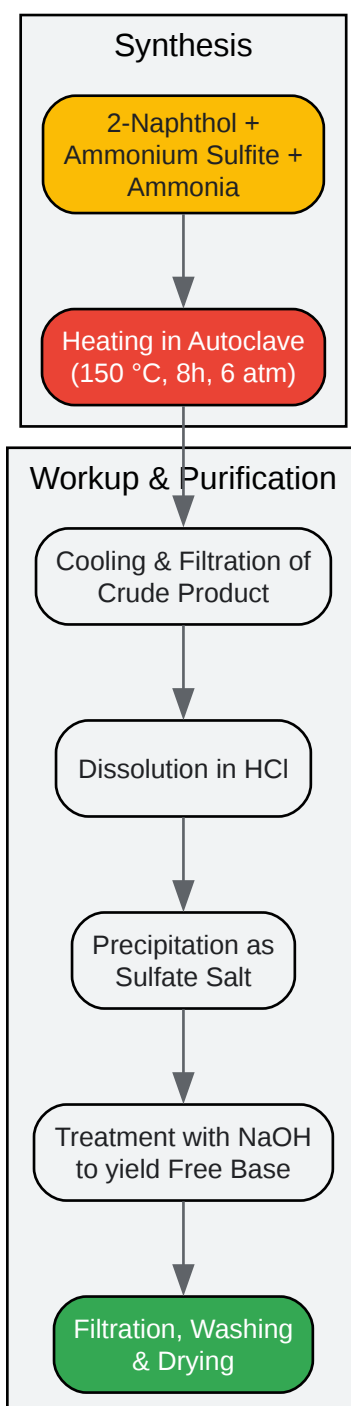 Synthesis
2-Naphthol +
Ammonium Sulfite +
Ammonia
Heating in Autoclave
(150 °C, 8h, 6 atm)
Workup & Purification
Cooling & Filtration of
Crude Product
Dissolution in HCl
Precipitation as
Sulfate Salt
Treatment with NaOH
to yield Free Base
Filtration, Washing
& Drying